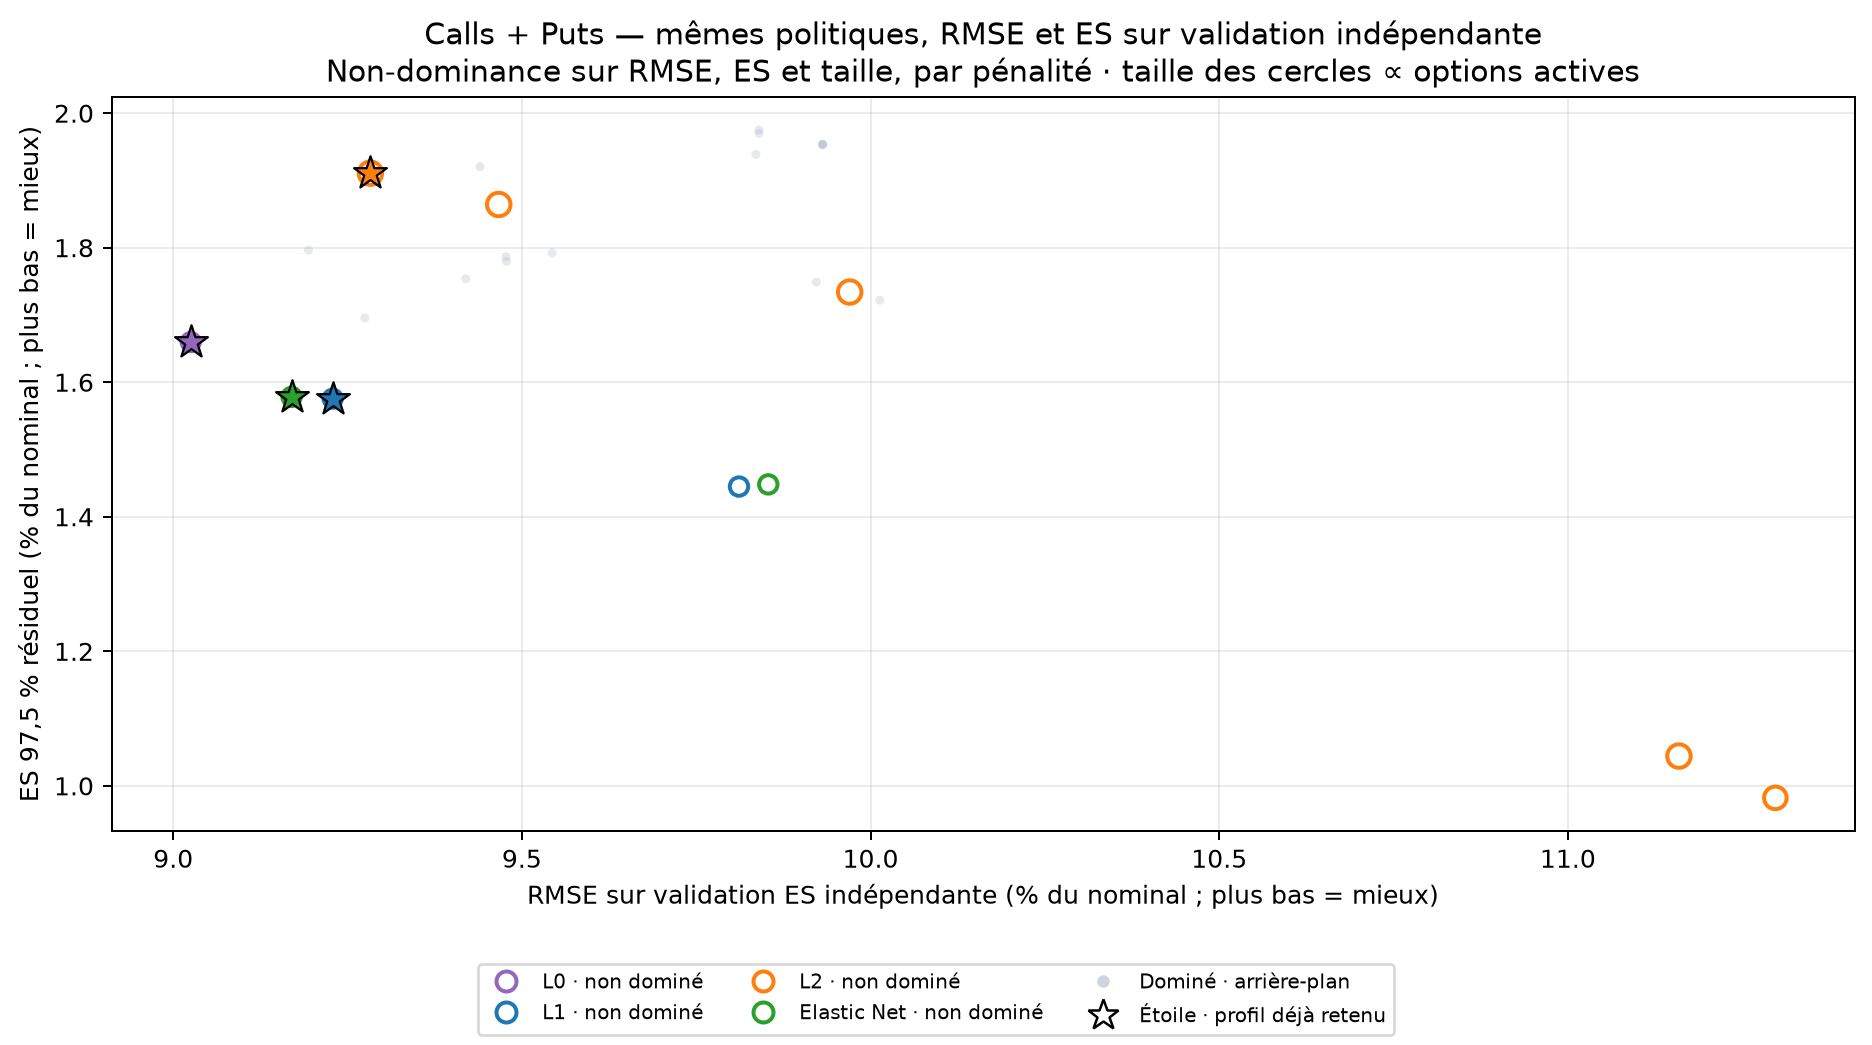 Calls + Puts — mêmes politiques, RMSE et ES sur validation indépendante
Non-dominance sur RMSE, ES et taille, par pénalité · taille des cercles ∝ options actives
ES 97,5 % résiduel (% du nominal ; plus bas = mieux)
2.0
1.8
1.6
1.4
1.2
1.0
9.0
9.5
10.0
10.5
11.0
RMSE sur validation ES indépendante (% du nominal ; plus bas = mieux)
L0 · non dominé
L1 · non dominé
L2 · non dominé
Elastic Net · non dominé
Dominé · arrière-plan
Étoile · profil déjà retenu